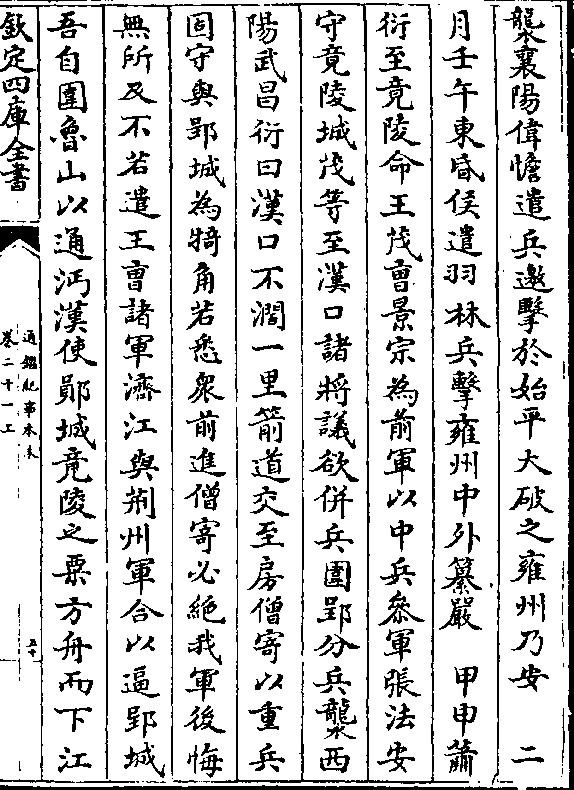 襲襄陽偉憺遣兵邀擊於始平大破之雍州乃安　二
月壬午東昏侯遣羽林兵擊雍州中外纂嚴　甲申蕭
衍至竟陵命王茂曹景宗為前軍以中兵參軍張法安
守竟陵城茂等至漢口諸將議欲併兵圍郢分兵襲西
陽武昌衍曰漢口不濶一里箭道交至房僧寄以重兵
固守與郢城為犄角若悉衆前進僧寄必絶我軍後悔
無所及不若遣王曹諸軍濟江與荆州軍合以逼郢城
吾自圍魯山以通沔漢使鄖城竟陵之粟方舟而下江
欽定四庫全書
通鑑紀事本末
卷二十一上
五十